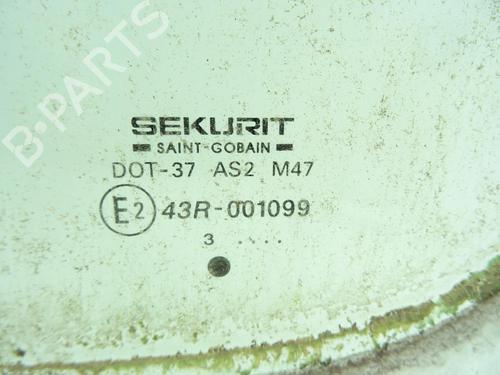 B-PARTS
SEKURIT
SAINT-GOBAIN
DOT-37 AS2 M47
E2 43R-001099
3 ....